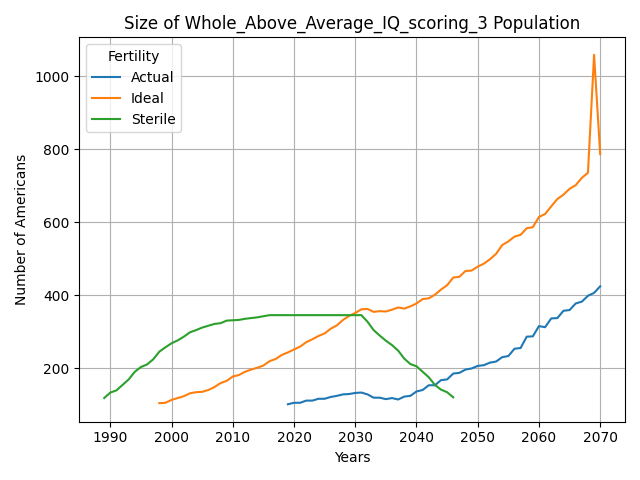 Size of Whole_Above_Average_IQ_scoring_3 Population
Fertility
Actual
Ideal
Sterile
Number of Americans
1000
800
600
400
200
1990 2000 2010 2020 2030 2040 2050 2060 2070
Years